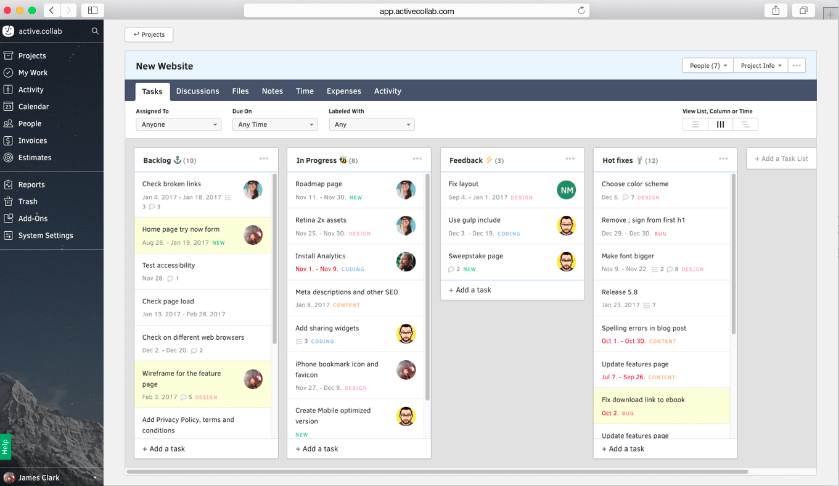 app.activecollab.com
active.collab
Projects
My Work
Activity
Calendar
People
Invoices
Estimates
Reports
Trash
Add-Ons
System Settings
Help
James Clark
Projects
New Website
People (7)
Project Info
Tasks Discussions Files Notes Time Expenses Activity
Assigned To Due On Labeled With View List, Column or Time
Anyone Any Time Any
Backlog (10)
Check broken links
Jan 4. 2017 - Jan 18. 2017
3 3
Home page try now form
Aug 28. - Jan 19. 2017 NEW
Test accessibility
Nov 28. 1
Check page load
Jan 13. 2017 - Feb 28. 2017
Check on different web browsers
Dec 2. - Dec 20. 2
Wireframe for the feature
page
Feb 3. 2017 5 DESIGN
Add Privacy Policy, terms and
conditions
+ Add a task
In Progress (8)
Roadmap page
Nov 11. - Nov 30. NEW
Retina 2x assets
Nov 25. - Nov 30. DESIGN
Install Analytics
Nov 1. - Nov 9. CODING
Meta descriptions and other SEO
Jan 8. 2017 CONTENT
Add sharing widgets
3 CODING
iPhone bookmark icon and
favicon
Nov 27. - Dec 9. DESIGN
Create Mobile optimized
version
NEW
+ Add a task
Feedback (3)
Fix layout
Sep 4. - Jan 1. 2017 DESIGN
NM
Use gulp include
Dec 3. - Dec 19. CODING
Sweepstake page
2 NEW
+ Add a task
Hot fixes (12)
Choose color scheme
Dec 6. 7 DESIGN
Remove ; sign from first h1
Dec 29. - Dec 30. BUG
Make font bigger
Nov 9. - Nov 22. 2 8 DESIGN
Release 5.8
Jan 23. 2017 7
Spelling errors in blog post
Oct 1. - Oct 30. CONTENT
Update features page
Jul 7. - Sep 26. CONTENT
Fix download link to ebook
Oct 2. BUG
Update features page
+ Add a task
+ Add a Task List